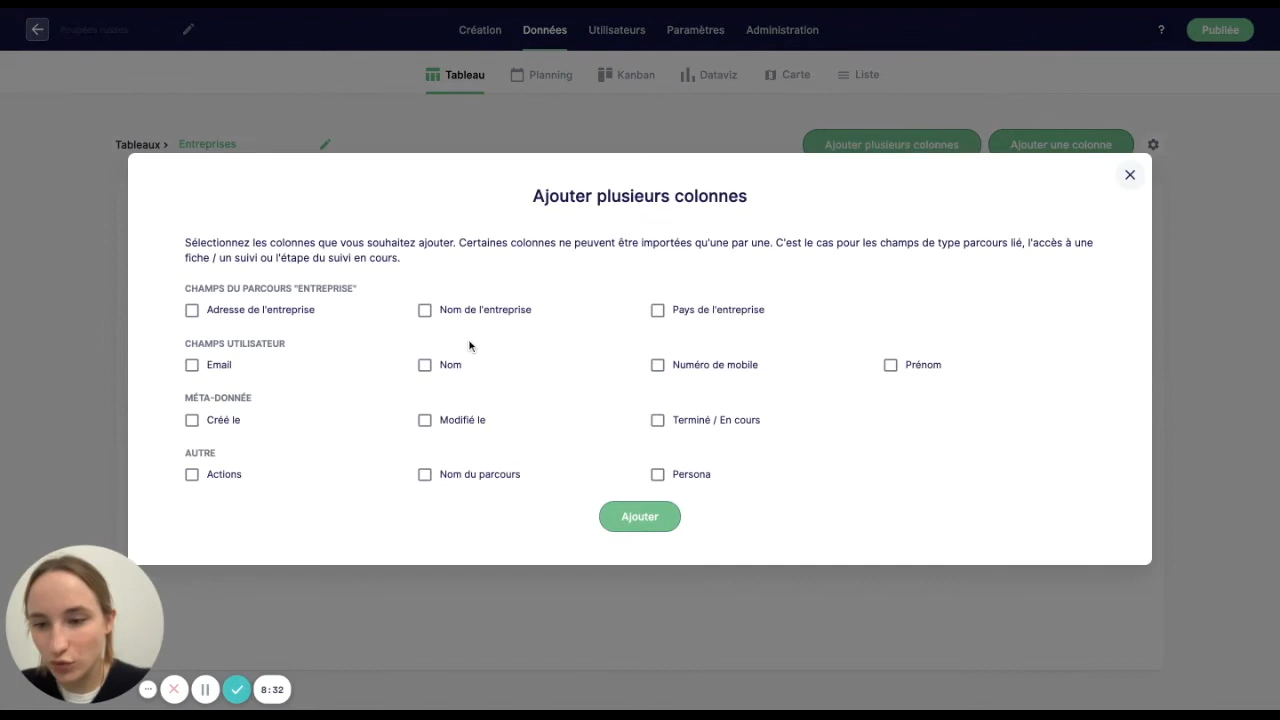 Poupées russes
Création Données Utilisateurs Paramètres Administration
? Publiée
Tableau Planning Kanban Dataviz Carte Liste
Tableaux > Entreprises
Ajouter plusieurs colonnes Ajouter une colonne
Ajouter plusieurs colonnes
Sélectionnez les colonnes que vous souhaitez ajouter. Certaines colonnes ne peuvent être importées qu'une par une. C'est le cas pour les champs de type parcours lié, l'accès à une
fiche / un suivi ou l'étape du suivi en cours.
CHAMPS DU PARCOURS "ENTREPRISE"
Adresse de l'entreprise Nom de l'entreprise Pays de l'entreprise
CHAMPS UTILISATEUR
Email Nom Numéro de mobile Prénom
MÉTA-DONNÉE
Créé le Modifié le Terminé / En cours
AUTRE
Actions Nom du parcours Persona
Ajouter
8:32